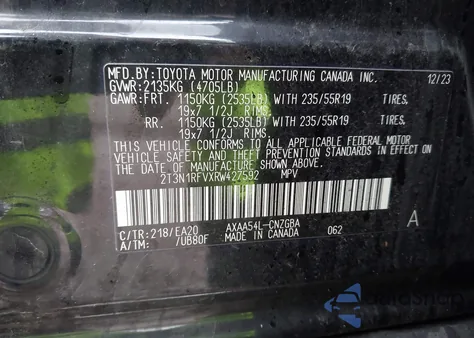 MFD.BY: TOYOTA MOTOR MANUFACTURING CANADA INC. 12/23
GVWR: 2135KG (4705LB)
GAWR: FRT. 1150KG (2535LB) WITH 235/55R19 TIRES,
19x7 1/2J RIMS,
RR. 1150KG (2535LB) WITH 235/55R19 TIRES,
19x7 1/2J RIMS,
THIS VEHICLE CONFORMS TO ALL APPLICABLE FEDERAL MOTOR
VEHICLE SAFETY AND THEFT PREVENTION STANDARDS IN EFFECT ON
THE DATE OF MANUFACTURE SHOWN ABOVE.
2T3N1RFVXRW427592 MPV
C/TR: 218/EA20 AXAA54L-CNZGBA 062 A
A/TM: /UB80F MADE IN CANADA
AutoShop